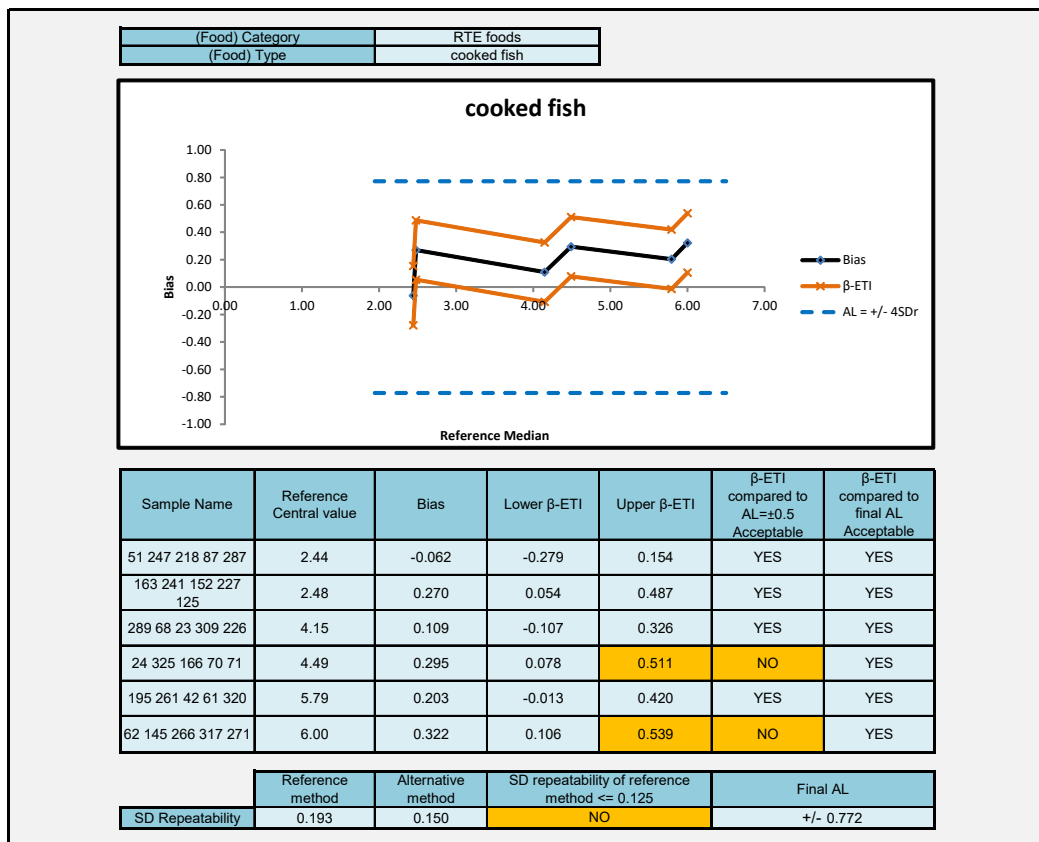 (Food) Category RTE foods
(Food) Type cooked fish
cooked fish
1.00
0.80
0.60
0.40
0.20
0.00
-0.20
-0.40
-0.60
-0.80
-1.00
0.00 1.00 2.00 3.00 4.00 5.00 6.00 7.00
Bias
Reference Median
Bias
β-ETI
AL = +/- 4SDr
Sample Name Reference Central value Bias Lower β-ETI Upper β-ETI β-ETI compared to AL=±0.5 Acceptable β-ETI compared to final AL Acceptable
51 247 218 87 287 2.44 -0.062 -0.279 0.154 YES YES
163 241 152 227 125 2.48 0.270 0.054 0.487 YES YES
289 68 23 309 226 4.15 0.109 -0.107 0.326 YES YES
24 325 166 70 71 4.49 0.295 0.078 0.511 NO YES
195 261 42 61 320 5.79 0.203 -0.013 0.420 YES YES
62 145 266 317 271 6.00 0.322 0.106 0.539 NO YES
Reference method Alternative method SD repeatability of reference method <= 0.125 Final AL
SD Repeatability 0.193 0.150 NO +/- 0.772